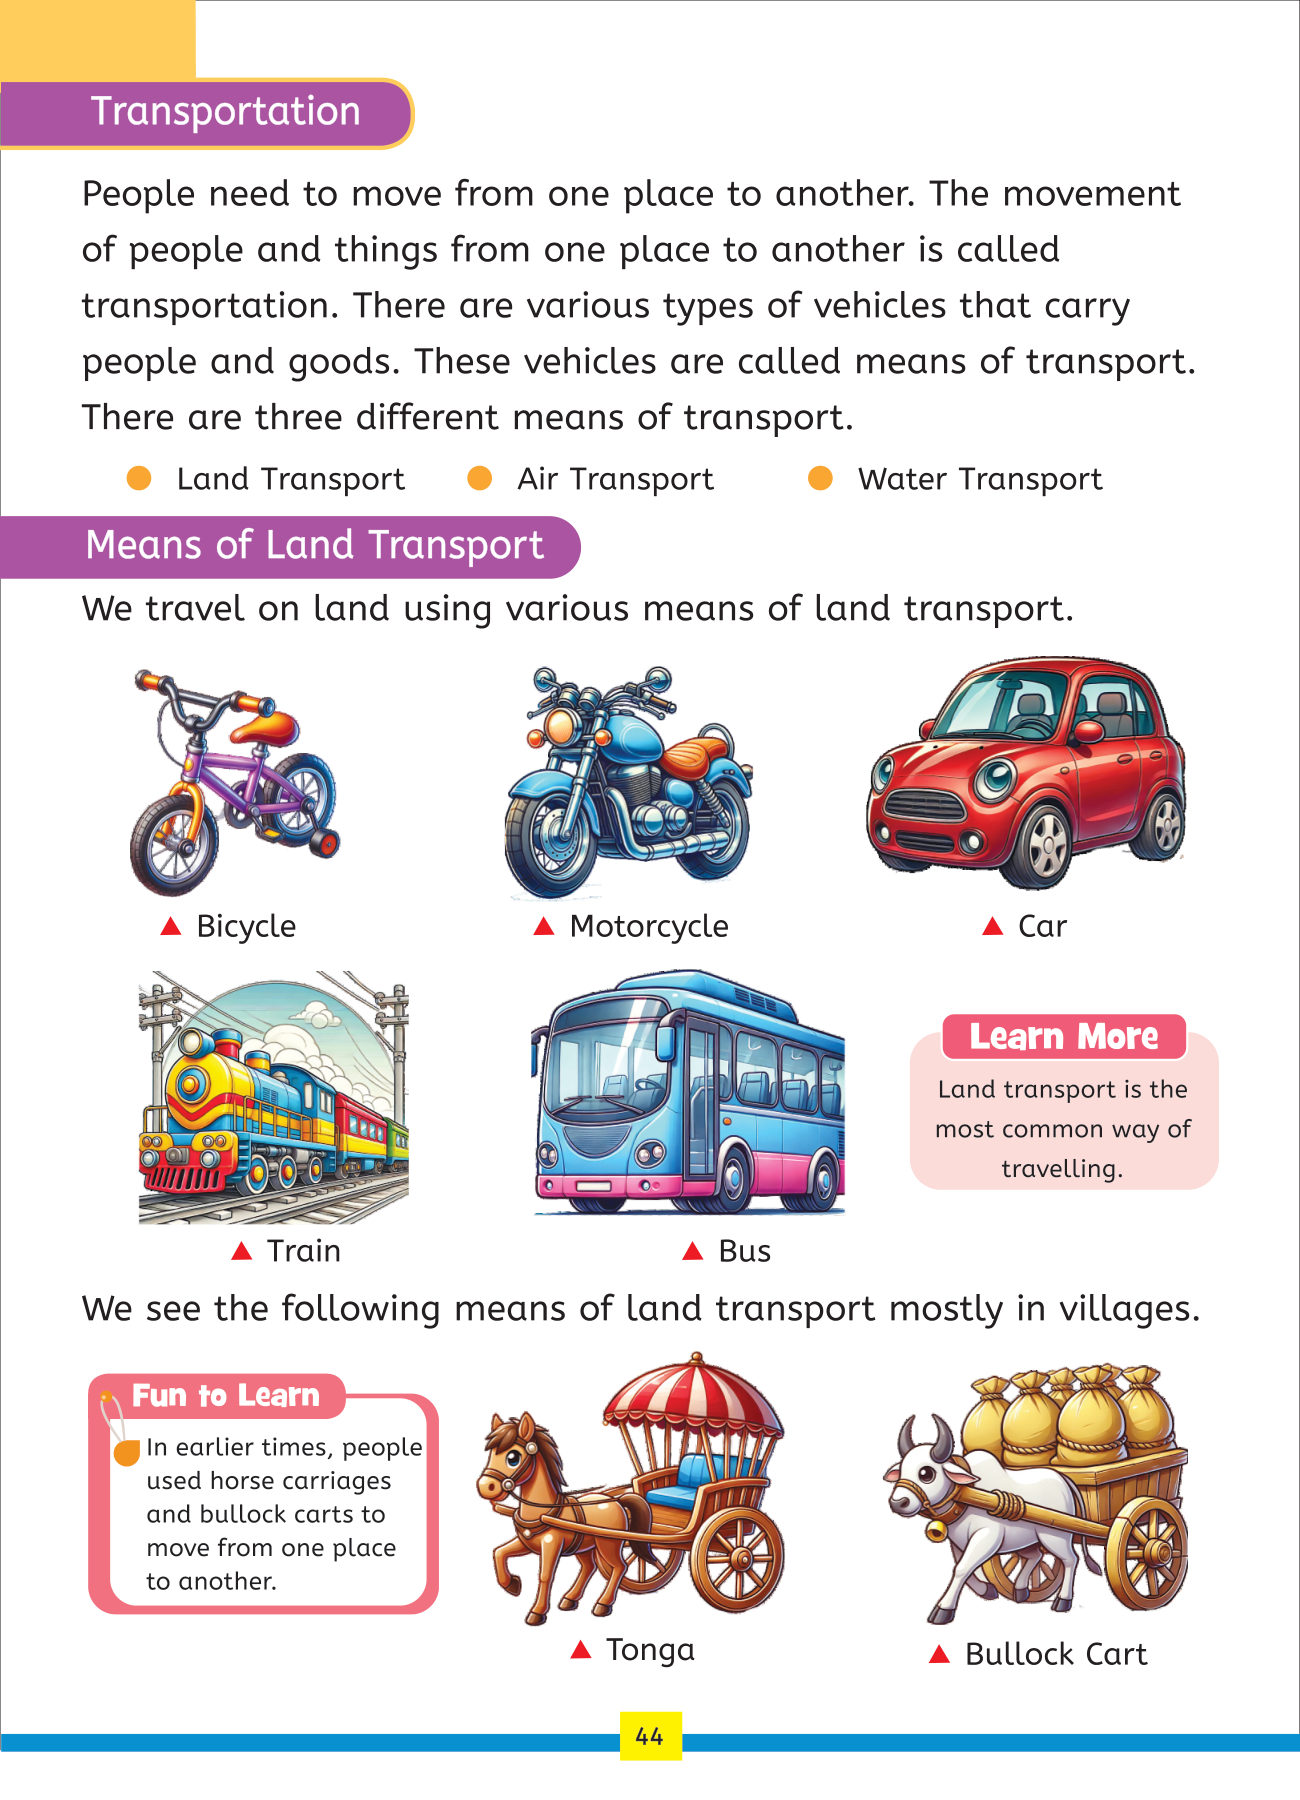 Transportation
People need to move from one place to another. The movement
of people and things from one place to another is called
transportation. There are various types of vehicles that carry
people and goods. These vehicles are called means of transport.
There are three different means of transport.
Land Transport Air Transport Water Transport
Means of Land Transport
We travel on land using various means of land transport.
Bicycle Motorcycle Car
Learn More
Land transport is the
most common way of
travelling.
Train Bus
We see the following means of land transport mostly in villages.
Fun to Learn
In earlier times, people
used horse carriages
and bullock carts to
move from one place
to another.
Tonga Bullock Cart
44